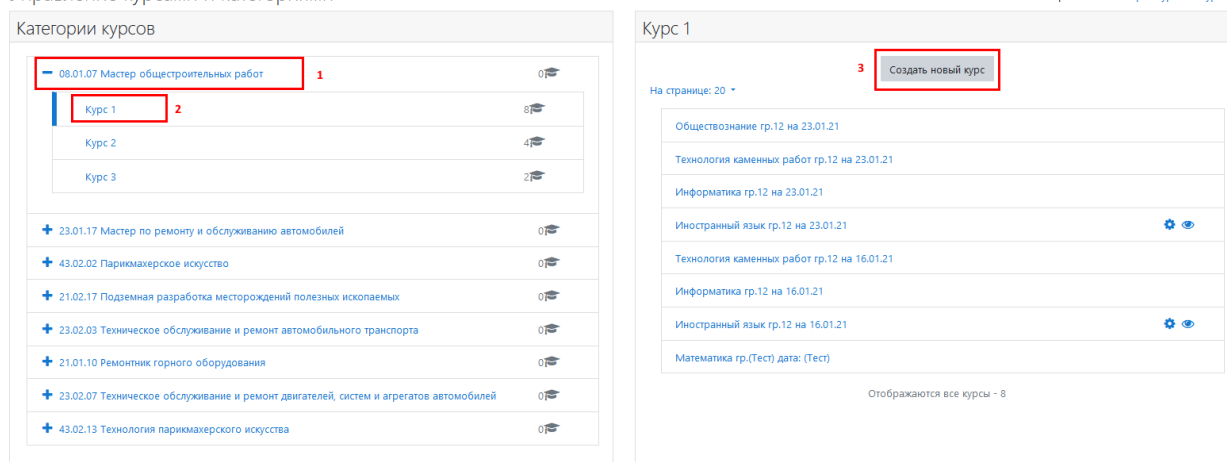 Управление курсами и категориями
Категории курсов
08.01.07 Мастер общестроительных работ 1 0
Курс 1 2 8
Курс 2 4
Курс 3 2
23.01.17 Мастер по ремонту и обслуживанию автомобилей 0
43.02.02 Парикмахерское искусство 0
21.02.17 Подземная разработка месторождений полезных ископаемых 0
23.02.03 Техническое обслуживание и ремонт автомобильного транспорта 0
21.01.10 Ремонтник горного оборудования 0
23.02.07 Техническое обслуживание и ремонт двигателей, систем и агрегатов автомобилей 0
43.02.13 Технология парикмахерского искусства 0
Курс 1
3 Создать новый курс
На странице: 20
Обществознание гр.12 на 23.01.21
Технология каменных работ гр.12 на 23.01.21
Информатика гр.12 на 23.01.21
Иностранный язык гр.12 на 23.01.21
Технология каменных работ гр.12 на 16.01.21
Информатика гр.12 на 16.01.21
Иностранный язык гр.12 на 16.01.21
Математика гр.(Тест) дата: (Тест)
Отображаются все курсы - 8